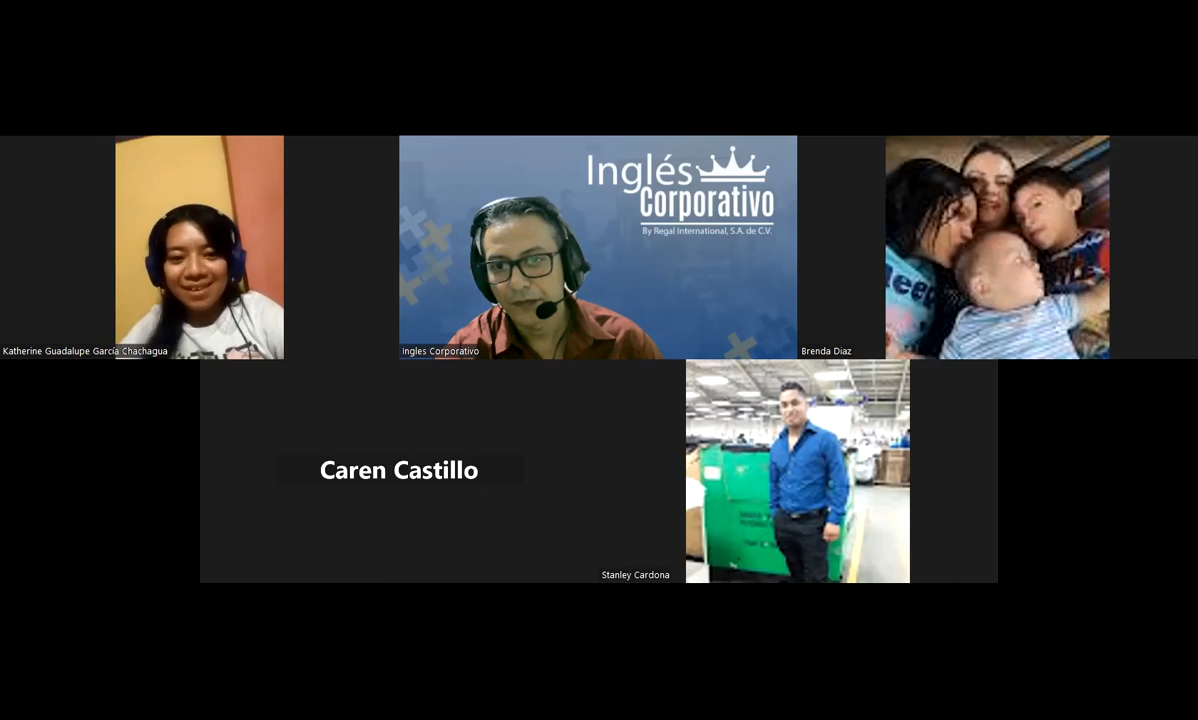 Inglés
Corporativo
By Regal International, S.A. de C.V.
Katherine Guadalupe García Chachagua
Ingles Corporativo
Brenda Diaz
Caren Castillo
Stanley Cardona